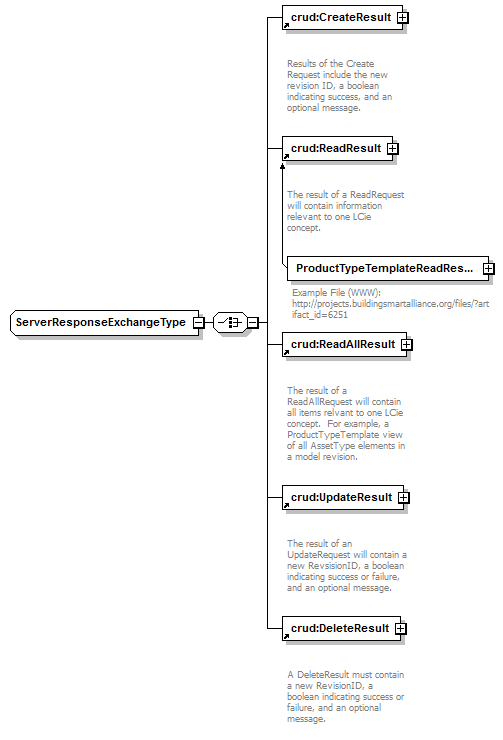 crud:CreateResult
Results of the Create
Request include the new
revision ID, a boolean
indicating success, and an
optional message.
crud:ReadResult
The result of a ReadRequest
will contain information
relevant to one LCie
concept.
ProductTypeTemplateReadRes...
Example File (WWW):
http://projects.buildingsmartalliance.org/files/?art
ifact_id=6251
ServerResponseExchangeType
crud:ReadAllResult
The result of a
ReadAllRequest will contain
all items relvant to one LCie
concept.  For example, a
ProductTypeTemplate view
of all AssetType elements in
a model revision.
crud:UpdateResult
The result of an
UpdateRequest will contain a
new RevsisionID, a boolean
indicating success or failure,
and an optional message.
crud:DeleteResult
A DeleteResult must contain
a new RevisionID, a
boolean indicating success or
failure, and an optional
message.